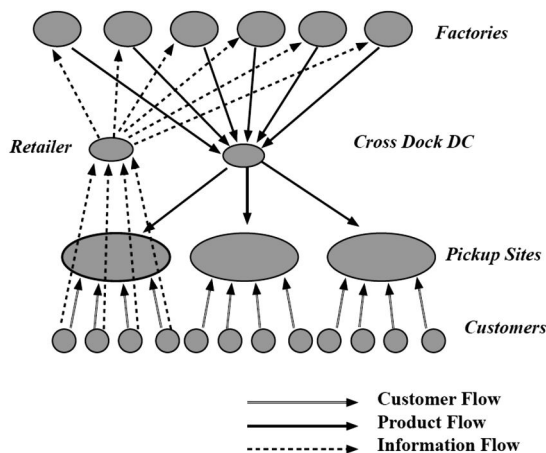 Factories
Retailer
Cross Dock DC
Pickup Sites
Customers
Customer Flow
Product Flow
Information Flow